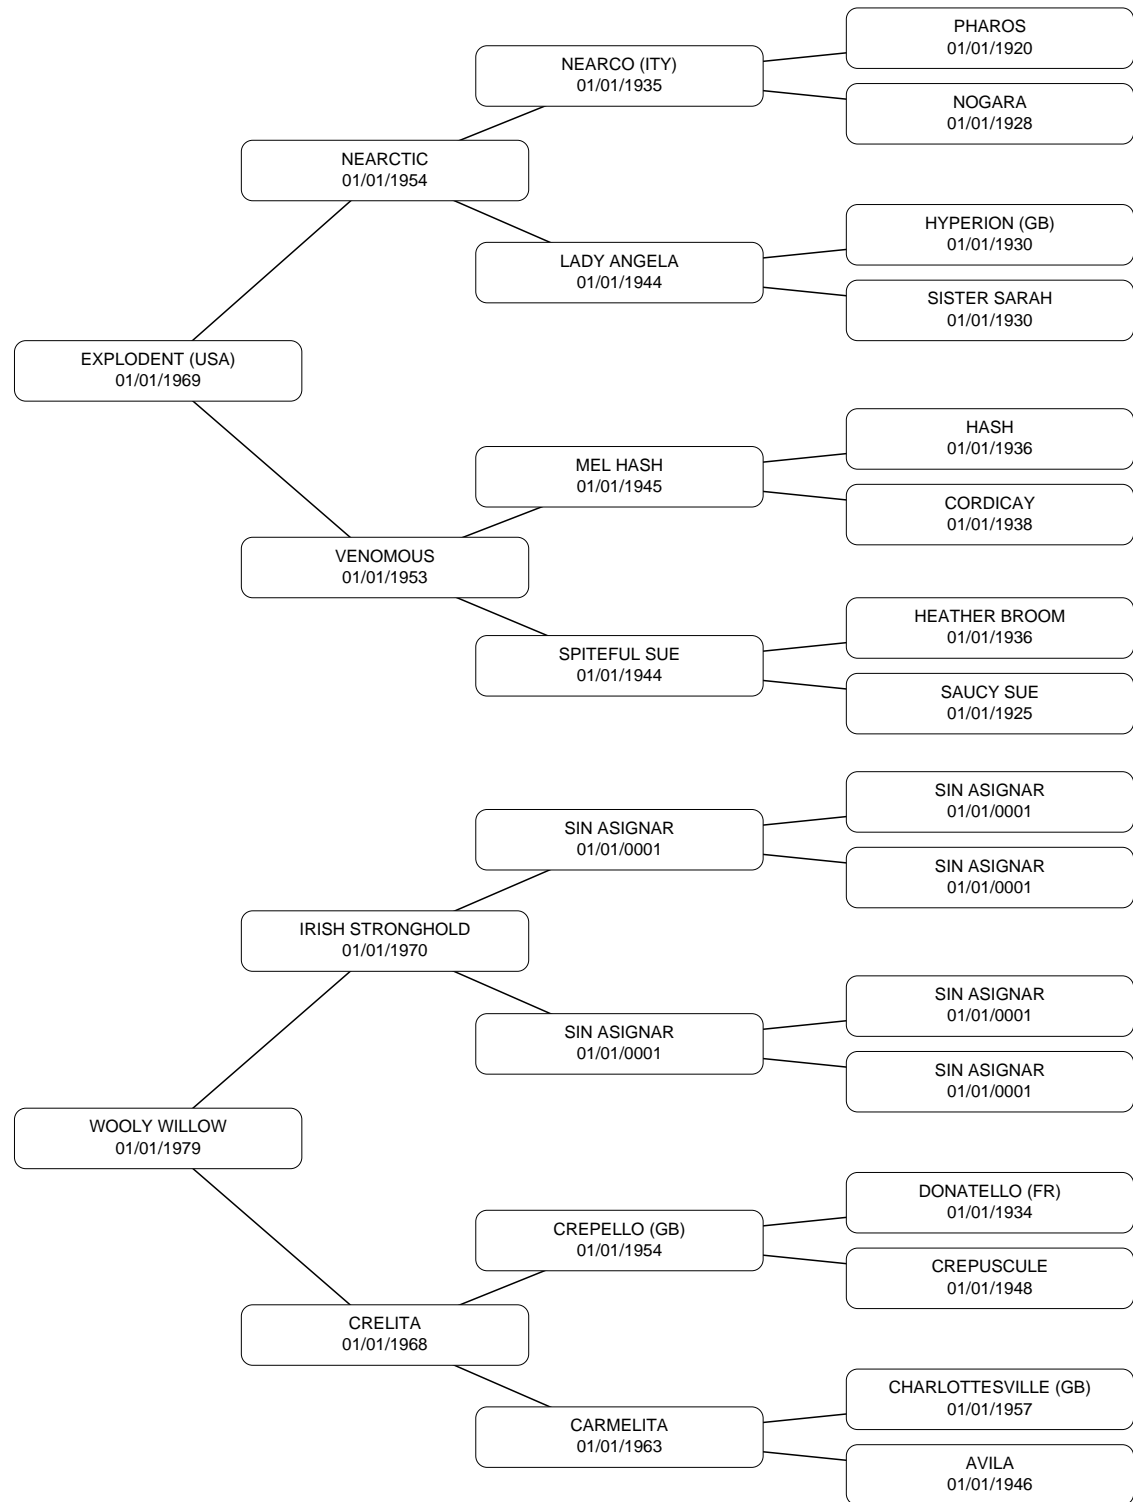 PHAROS
01/01/1920
NEARCO (ITY)
01/01/1935
NOGARA
01/01/1928
NEARCTIC
01/01/1954
HYPERION (GB)
01/01/1930
LADY ANGELA
01/01/1944
SISTER SARAH
01/01/1930
EXPLODENT (USA)
01/01/1969
HASH
01/01/1936
MEL HASH
01/01/1945
CORDICAY
01/01/1938
VENOMOUS
01/01/1953
HEATHER BROOM
01/01/1936
SPITEFUL SUE
01/01/1944
SAUCY SUE
01/01/1925
SIN ASIGNAR
01/01/0001
SIN ASIGNAR
01/01/0001
SIN ASIGNAR
01/01/0001
IRISH STRONGHOLD
01/01/1970
SIN ASIGNAR
01/01/0001
SIN ASIGNAR
01/01/0001
SIN ASIGNAR
01/01/0001
WOOLY WILLOW
01/01/1979
DONATELLO (FR)
01/01/1934
CREPELLO (GB)
01/01/1954
CREPUSCULE
01/01/1948
CRELITA
01/01/1968
CHARLOTTESVILLE (GB)
01/01/1957
CARMELITA
01/01/1963
AVILA
01/01/1946